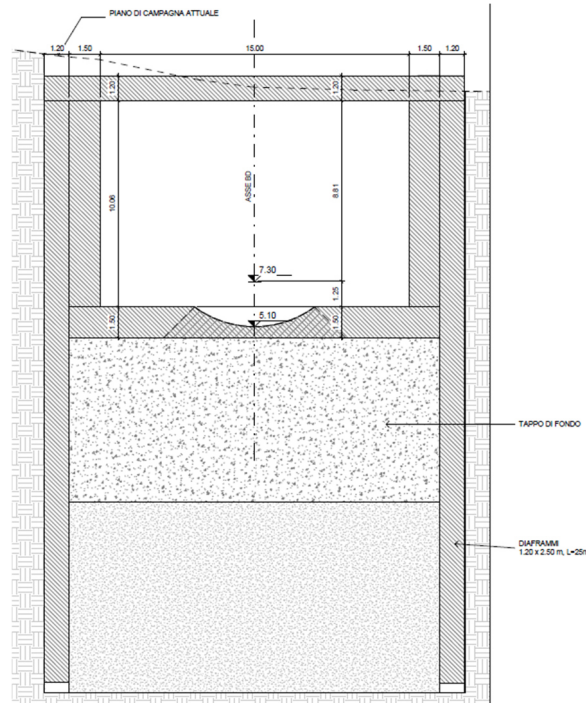 PIANO DI CAMPAGNA ATTUALE
1.20
1.50
15.00
1.50
1.20
1.20
1.20
10.06
ASSE BD
8.81
7.30
1.25
1.50
5.10
1.50
TAPPO DI FONDO
DIAFRAMMI
1.20 x 2.50 m, L=25m